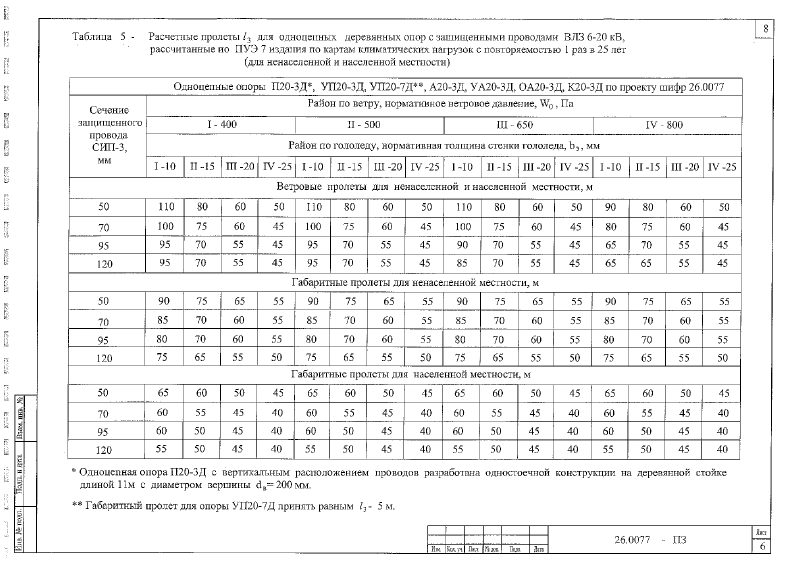 8
Таблица 5 - Расчетные пролеты l₃ для одноцепных деревянных опор с защищенными проводами ВЛЗ 6-20 кВ,
рассчитанные по ПУЭ 7 издания по картам климатических нагрузок с повторяемостью 1 раз в 25 лет
(для ненаселенной и населенной местности)
Сечение защищенного провода СИП-3, мм
Одноцепные опоры П20-3Д*, УП20-3Д, УП20-7Д**, А20-3Д, УА20-3Д, ОА20-3Д, К20-3Д по проекту шифр 26.0077
Район по ветру, нормативное ветровое давление, W₀, Па
I - 400 II - 500 III - 650 IV - 800
Район по гололеду, нормативная толщина стенки гололеда, bэ, мм
I -10 II -15 III -20 IV -25 I -10 II -15 III -20 IV -25 I -10 II -15 III -20 IV -25 I -10 II -15 III -20 IV -25
Ветровые пролеты для ненаселенной и населенной местности, м
50 110 80 60 50 110 80 60 50 110 80 60 50 90 80 60 50
70 100 75 60 45 100 75 60 45 100 75 60 45 80 75 60 45
95 95 70 55 45 95 70 55 45 90 70 55 45 65 70 55 45
120 95 70 55 45 95 70 55 45 85 70 55 45 65 65 55 45
Габаритные пролеты для ненаселенной местности, м
50 90 75 65 55 90 75 65 55 90 75 65 55 90 75 65 55
70 85 70 60 55 85 70 60 55 85 70 60 55 85 70 60 55
95 80 70 60 55 80 70 60 55 80 70 60 55 80 70 60 55
120 75 65 55 50 75 65 55 50 75 65 55 50 75 65 55 50
Габаритные пролеты для населенной местности, м
50 65 60 50 45 65 60 50 45 65 60 50 45 65 60 50 45
70 60 55 45 40 60 55 45 40 60 55 45 40 60 55 45 40
95 60 50 45 40 60 50 45 40 60 50 45 40 60 50 45 40
120 55 50 45 40 55 50 45 40 55 50 45 40 55 50 45 40
* Одноцепная опора П20-3Д с вертикальным расположением проводов разработана одностоечной конструкции на деревянной стойке
длиной 11м с диаметром вершины dв= 200 мм.
** Габаритный пролет для опоры УП20-7Д принять равным l₃- 5 м.
Взам. инв. №
Подп. и дата
Инв. № подл.
Изм. Кол.уч Лист №док. Подп. Дата
26.0077 - ПЗ
Лист
6